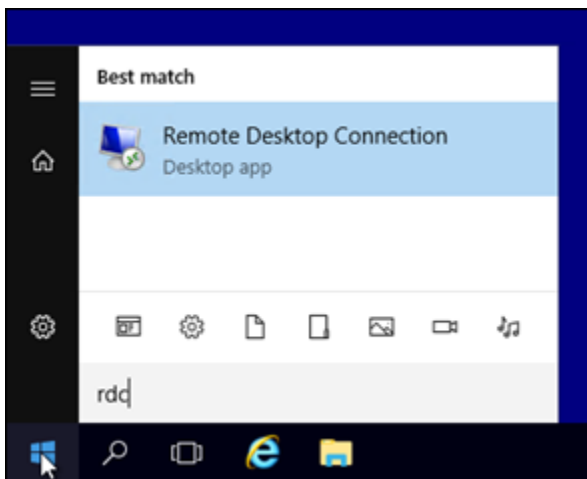 Best match
Remote Desktop Connection
Desktop app
rdc